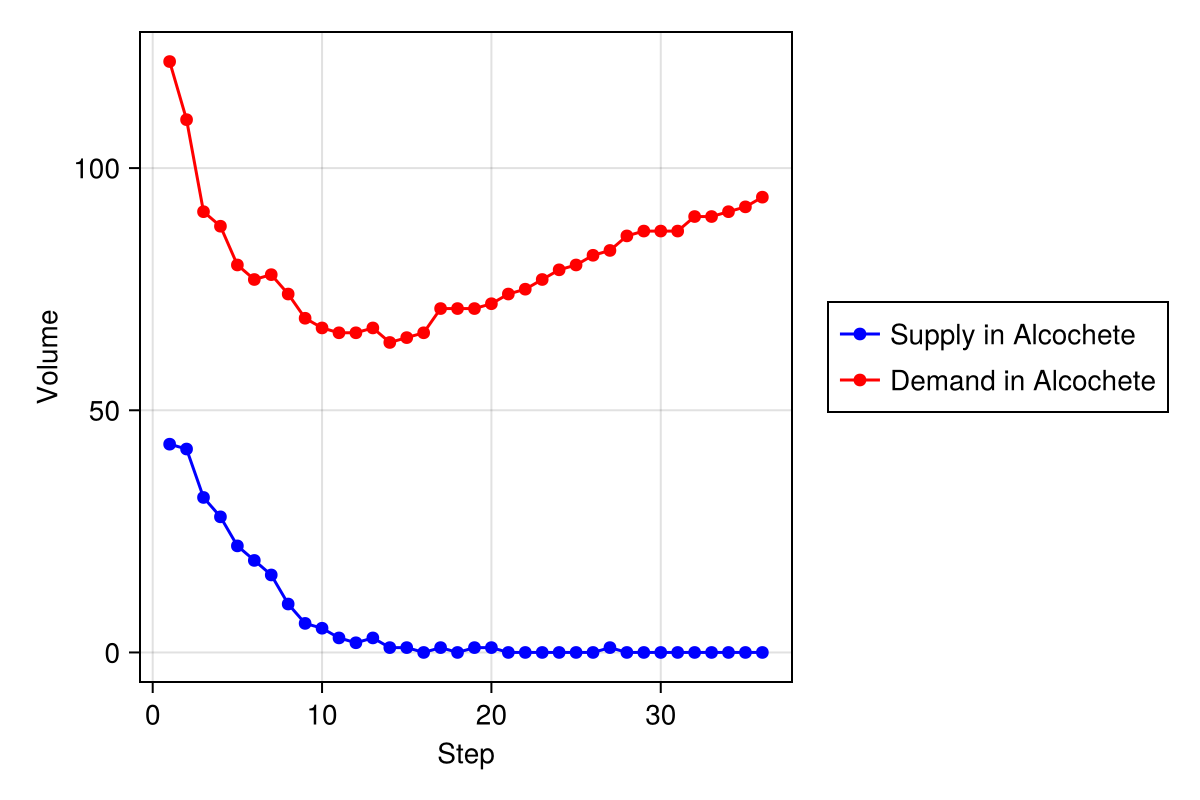 100
50
0
Volume
0 10 20 30
Step
Supply in Alcochete
Demand in Alcochete